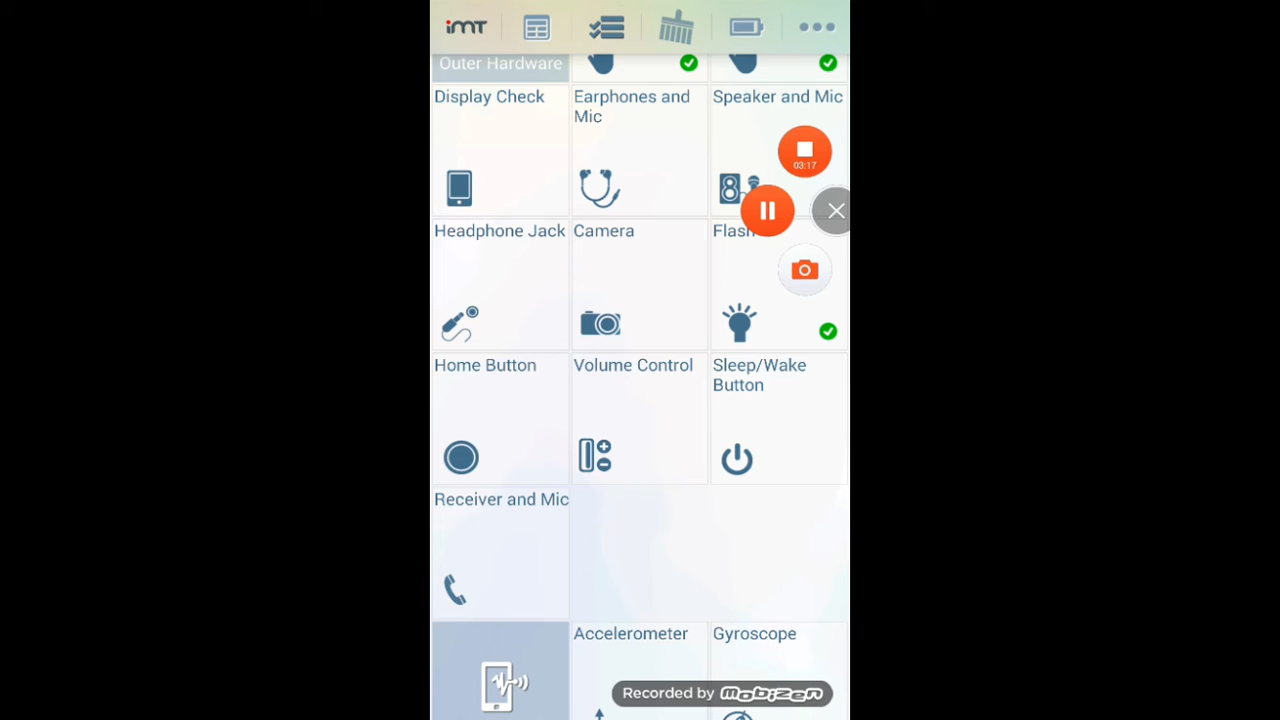 iMT
Outer Hardware
Display Check
Earphones and
Mic
Speaker and Mic
03:17
Headphone Jack
Camera
Flash
Home Button
Volume Control
Sleep/Wake
Button
Receiver and Mic
Accelerometer
Gyroscope
Recorded by Mobizen